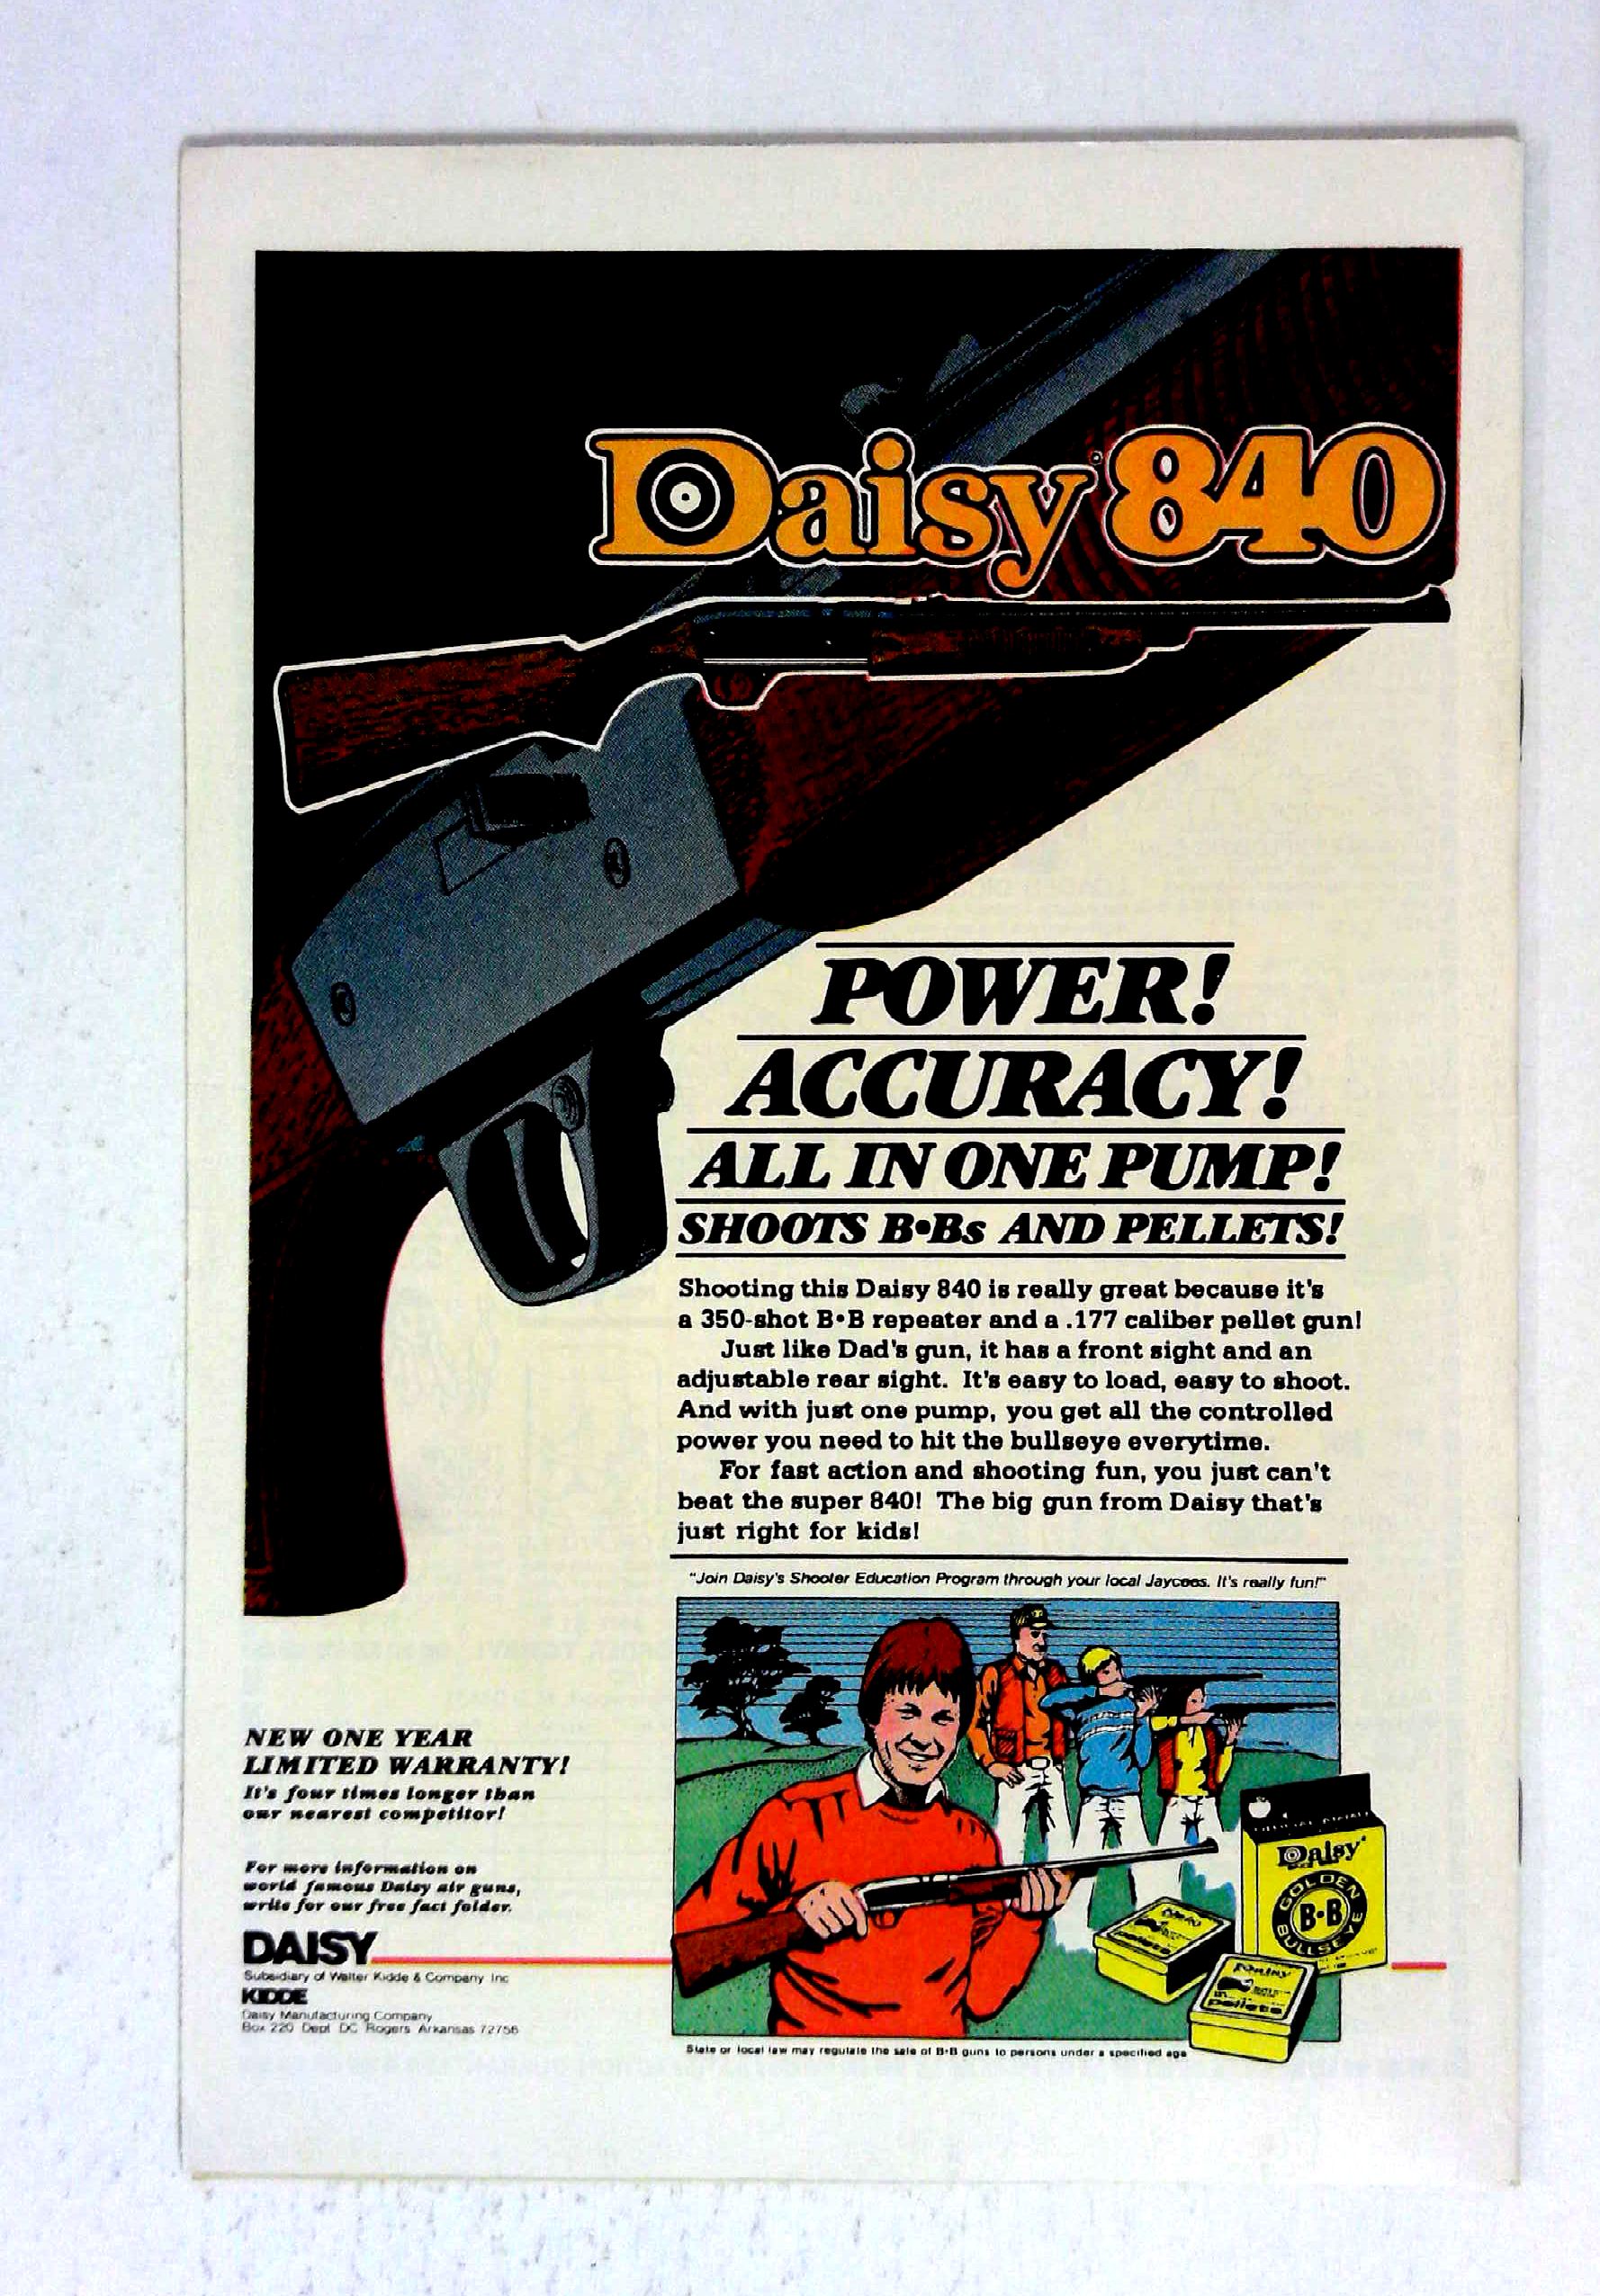 Daisy® 840
POWER!
ACCURACY!
ALL IN ONE PUMP!
SHOOTS B•Bs AND PELLETS!
Shooting this Daisy 840 is really great because it's
a 350-shot B•B repeater and a .177 caliber pellet gun!
Just like Dad's gun, it has a front sight and an
adjustable rear sight. It's easy to load, easy to shoot.
And with just one pump, you get all the controlled
power you need to hit the bullseye everytime.
For fast action and shooting fun, you just can't
beat the super 840! The big gun from Daisy that's
just right for kids!
"Join Daisy's Shooter Education Program through your local Jaycees. It's really fun!"
NEW ONE YEAR
LIMITED WARRANTY!
It's four times longer than
our nearest competitor!
For more information on
world famous Daisy air guns,
write for our free fact folder.
DAISY
Subsidiary of Walter Kidde & Company Inc
KIDDE
Daisy Manufacturing Company
Box 220 Dept DC Rogers Arkansas 72756
Daisy
GOLDEN
B•B
BULLSEYE
pellets
Daisy
pellets
State or local law may regulate the sale of B•B guns to persons under a specified age